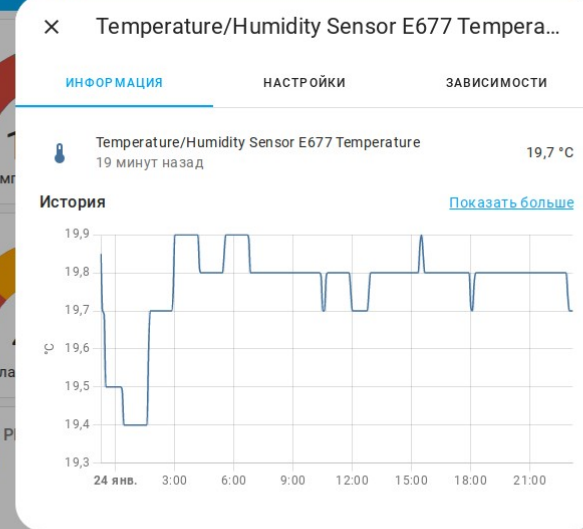 Temperature/Humidity Sensor E677 Tempera...
ИНФОРМАЦИЯ
НАСТРОЙКИ
ЗАВИСИМОСТИ
Temperature/Humidity Sensor E677 Temperature
19,7 °C
19 минут назад
История
Показать больше
19,9
19,8
19,7
°C
19,6
19,5
19,4
19,3
24 янв.
3:00
6:00
9:00
12:00
15:00
18:00
21:00